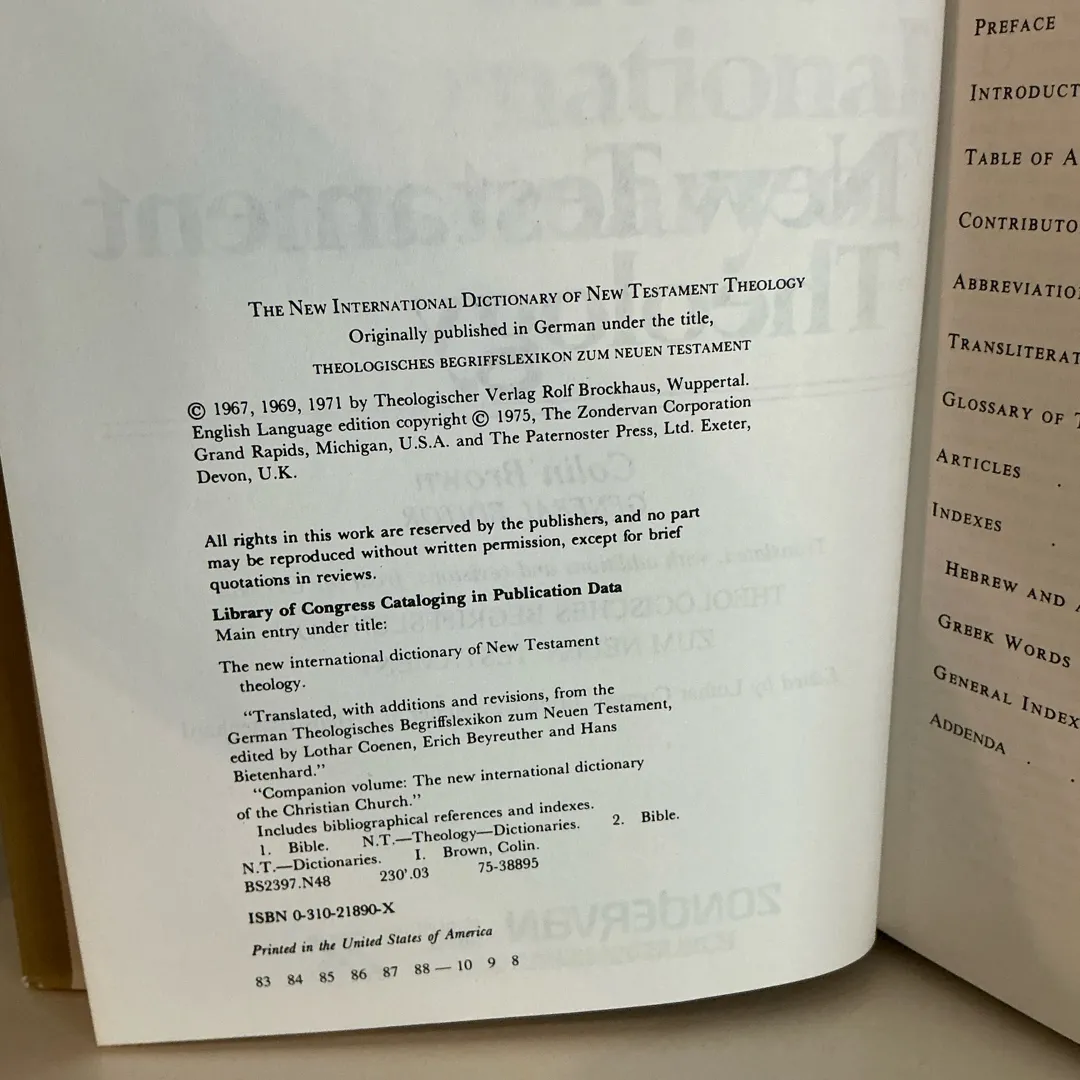 THE NEW INTERNATIONAL DICTIONARY OF NEW TESTAMENT THEOLOGY
Originally published in German under the title,
THEOLOGISCHES BEGRIFFSLEXIKON ZUM NEUEN TESTAMENT
© 1967, 1969, 1971 by Theologischer Verlag Rolf Brockhaus, Wuppertal.
English Language edition copyright © 1975, The Zondervan Corporation
Grand Rapids, Michigan, U.S.A. and The Paternoster Press, Ltd. Exeter,
Devon, U.K.
All rights in this work are reserved by the publishers, and no part
may be reproduced without written permission, except for brief
quotations in reviews.
Library of Congress Cataloging in Publication Data
Main entry under title:
The new international dictionary of New Testament
theology.
“Translated, with additions and revisions, from the
German Theologisches Begriffslexikon zum Neuen Testament,
edited by Lothar Coenen, Erich Beyreuther and Hans
Bietenhard.”
“Companion volume: The new international dictionary
of the Christian Church.”
Includes bibliographical references and indexes.
1. Bible. N.T.—Theology—Dictionaries. 2. Bible.
N.T.—Dictionaries. I. Brown, Colin.
BS2397.N48 230'.03 75-38895
ISBN 0-310-21890-X
Printed in the United States of America
83 84 85 86 87 88 — 10 9 8
PREFACE
INTRODUCT
TABLE OF A
CONTRIBUTO
ABBREVIATIO
TRANSLITERAT
GLOSSARY OF T
ARTICLES .
INDEXES .
HEBREW AND A
GREEK WORDS
GENERAL INDEX
ADDENDA . .